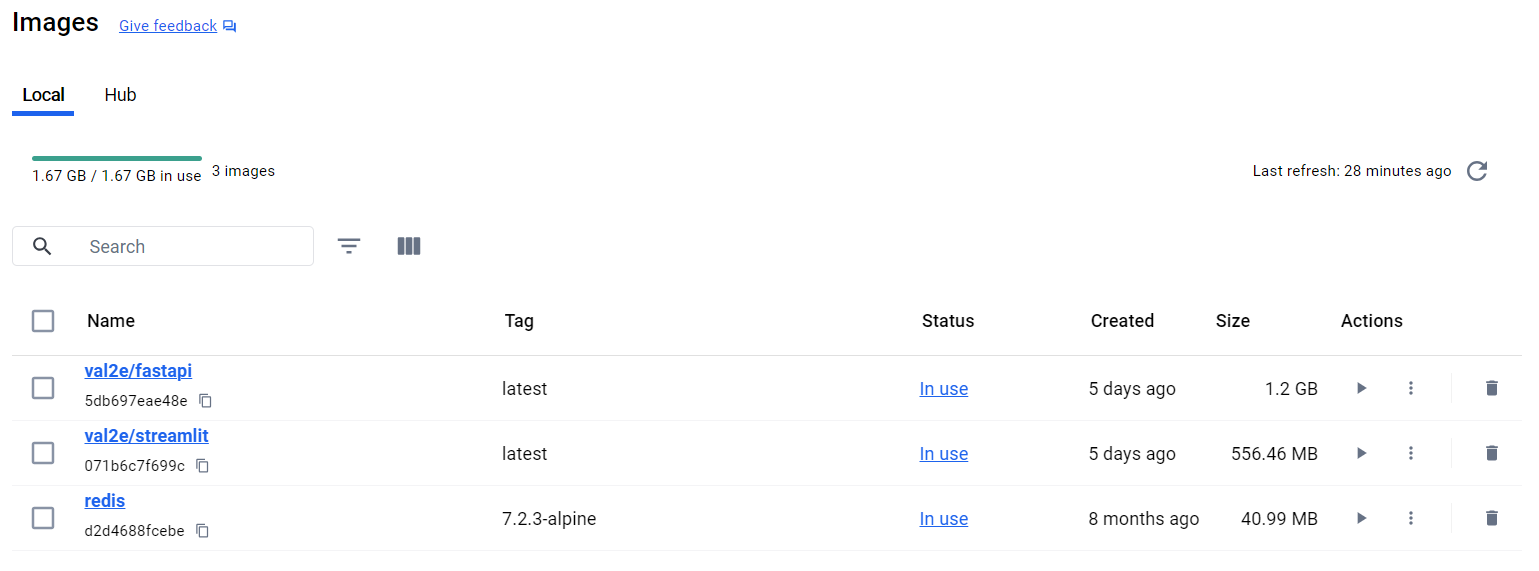 Images Give feedback
Local Hub
1.67 GB / 1.67 GB in use 3 images Last refresh: 28 minutes ago
Search
Name Tag Status Created Size Actions
val2e/fastapi
5db697eae48e latest In use 5 days ago 1.2 GB
val2e/streamlit
071b6c7f699c latest In use 5 days ago 556.46 MB
redis
d2d4688fcebe 7.2.3-alpine In use 8 months ago 40.99 MB